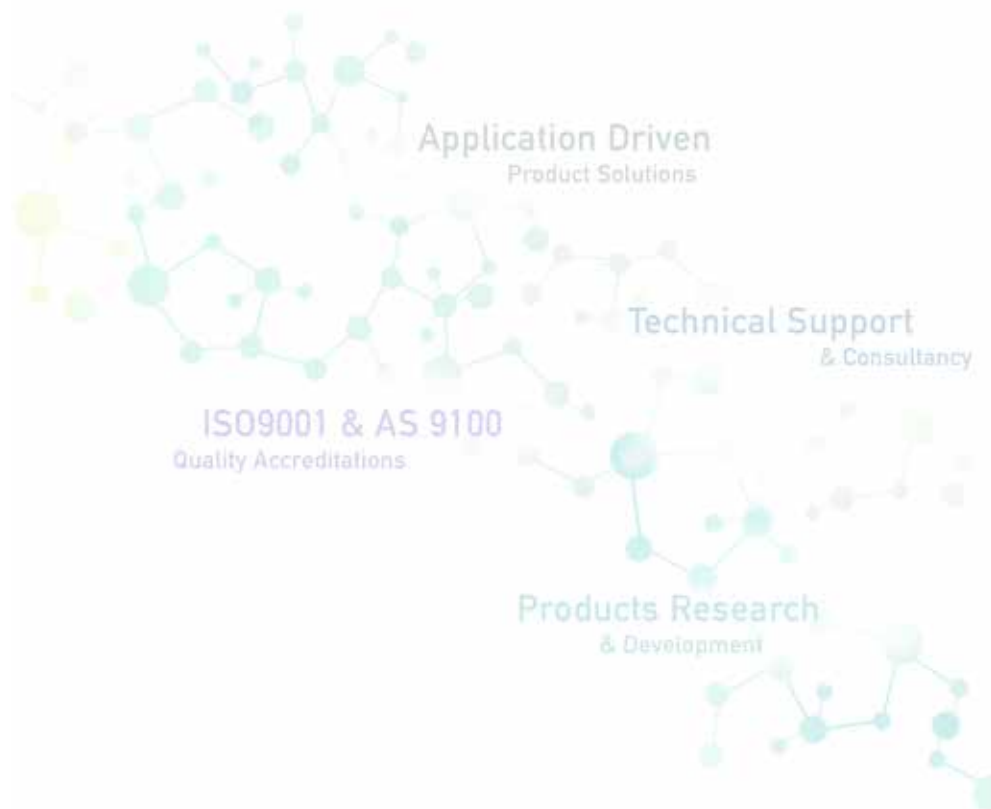 Application Driven
Product Solutions
Technical Support
& Consultancy
ISO9001 & AS 9100
Quality Accreditations
Products Research
& Development